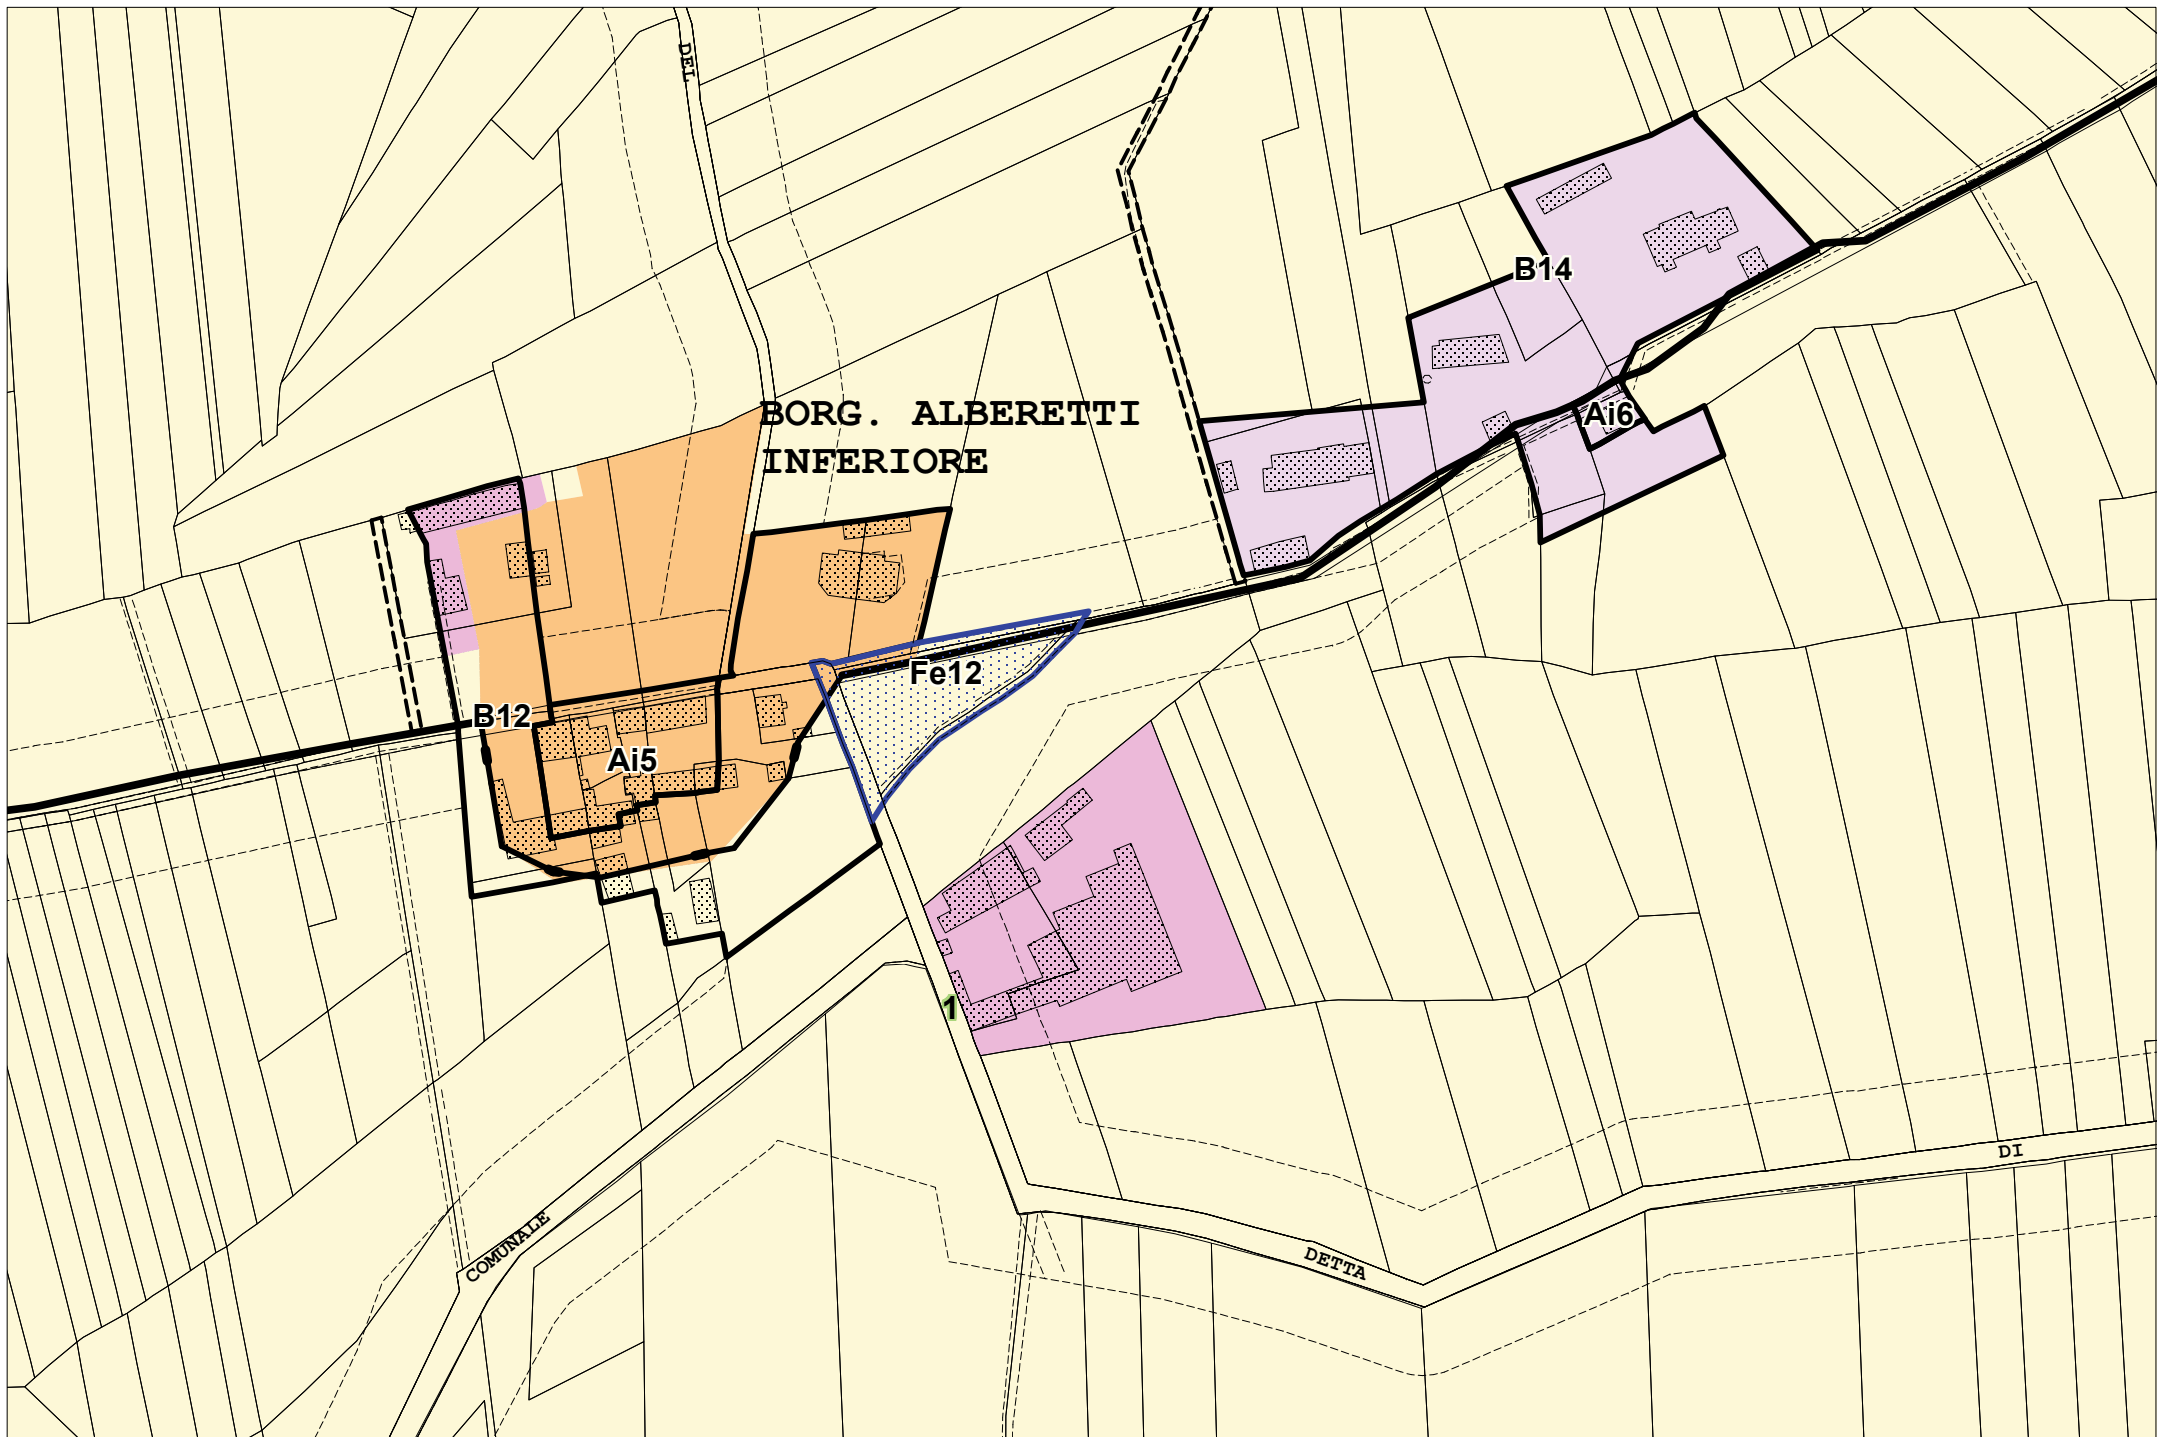 DEL
B14
BORG. ALBERETTI
INFERIORE
Ai6
Fe12
B12
Ai5
1
DI
COMUNALE
DETTA